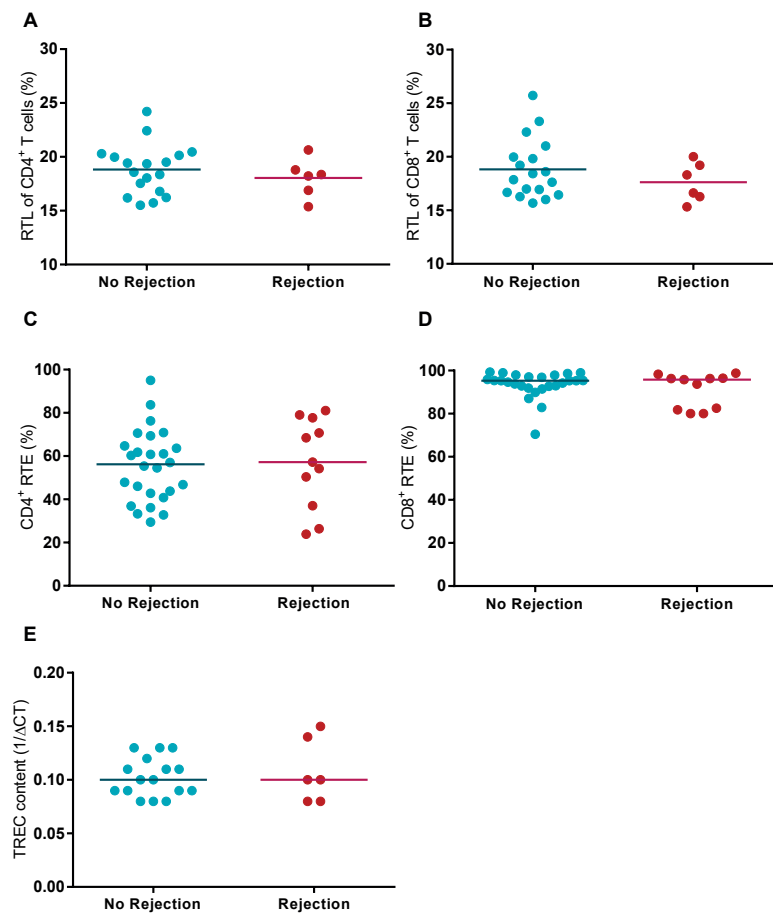 A
RTL of CD4+ T cells (%)
30
25
20
15
10
No Rejection Rejection
B
RTL of CD8+ T cells (%)
30
25
20
15
10
No Rejection Rejection
C
CD4+ RTE (%)
100
80
60
40
20
0
No Rejection Rejection
D
CD8+ RTE (%)
100
80
60
40
20
0
No Rejection Rejection
E
TREC content (1/ΔCT)
0.20
0.15
0.10
0.05
0.00
No Rejection Rejection